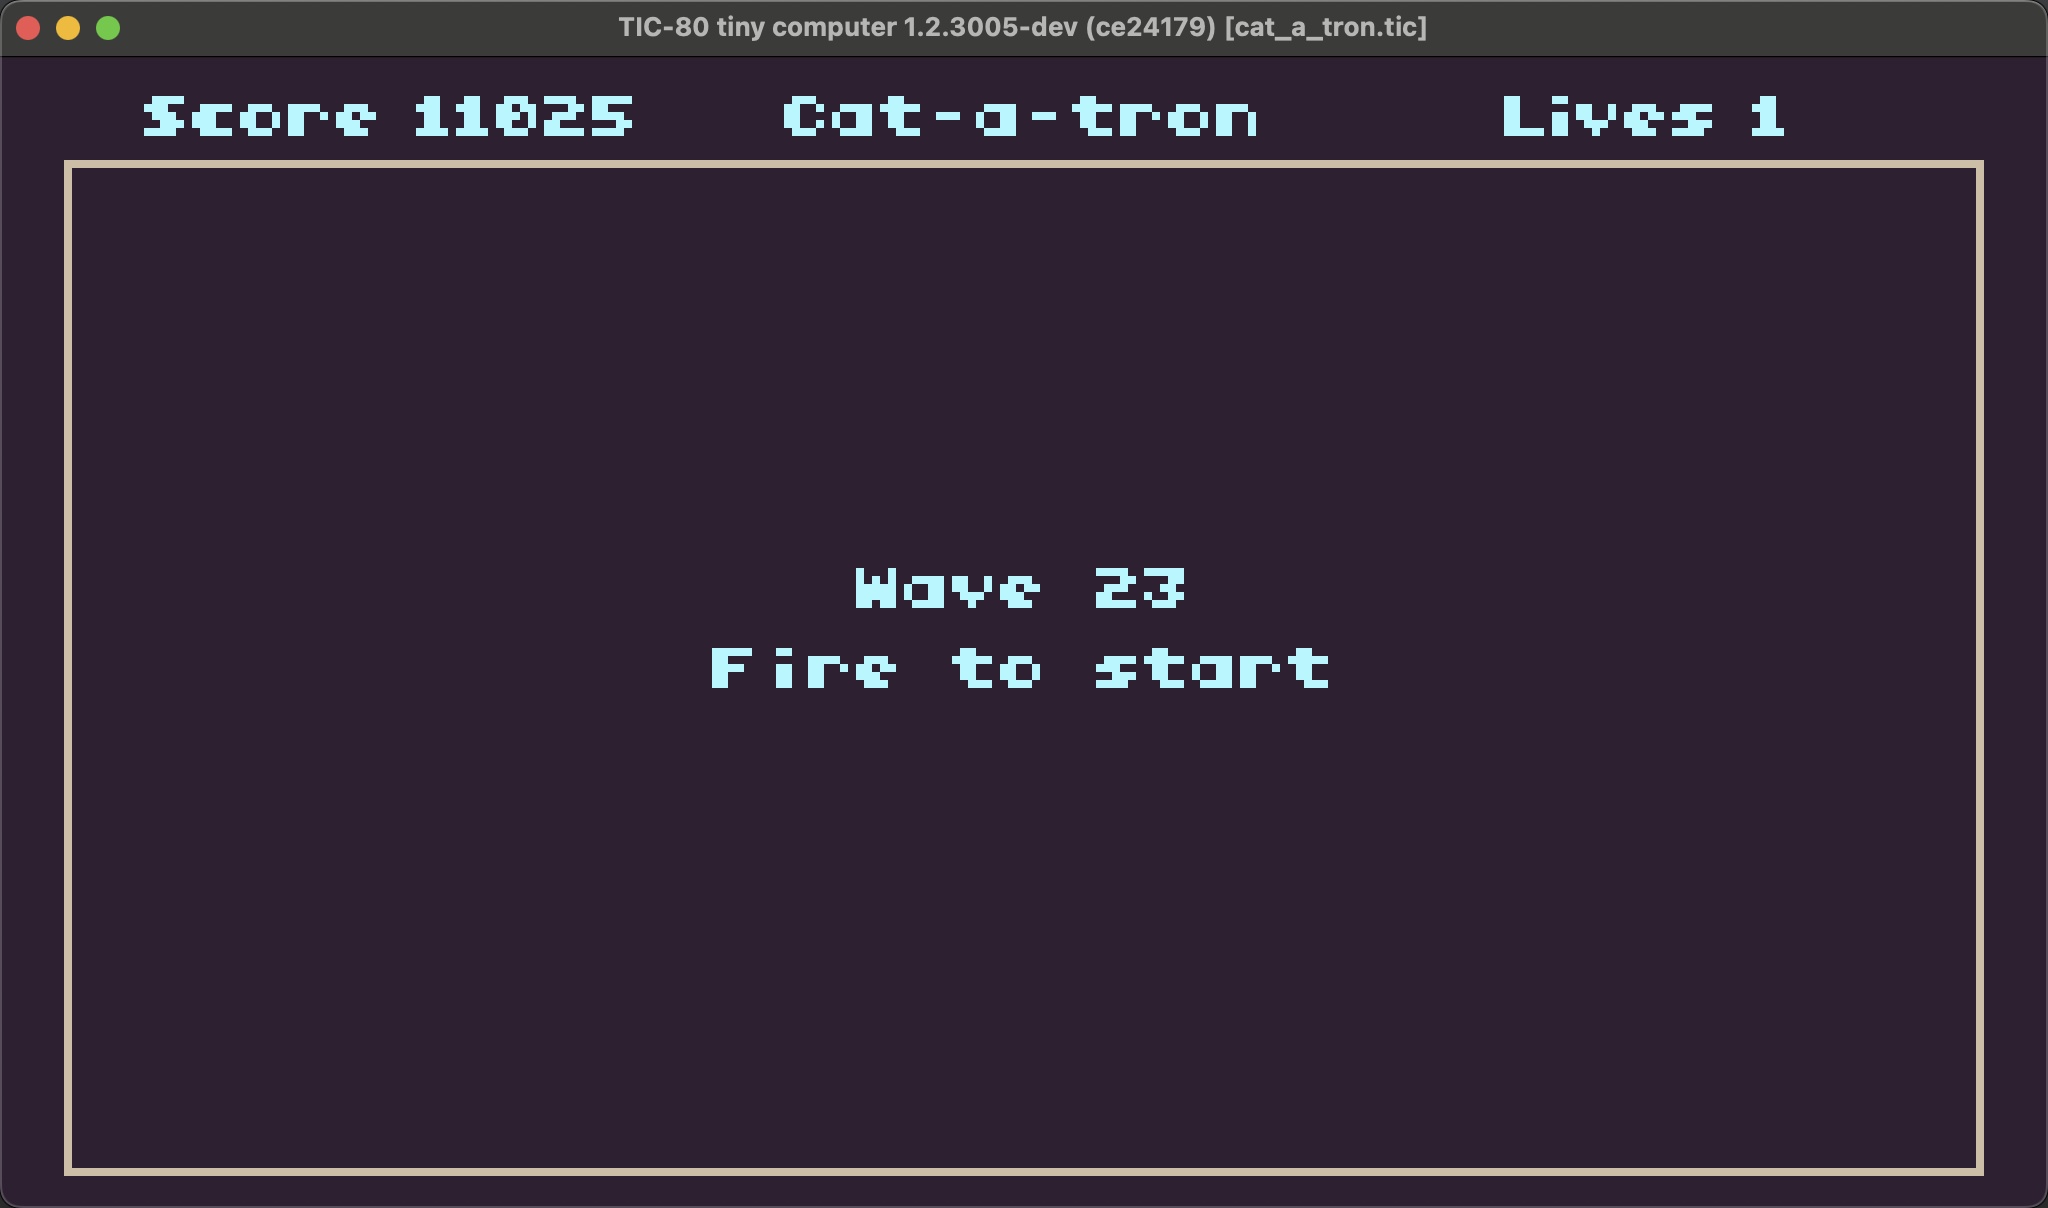 TIC-80 tiny computer 1.2.3005-dev (ce24179) [cat_a_tron.tic]
Score 11025 Cat-a-tron Lives 1
Wave 23
Fire to start